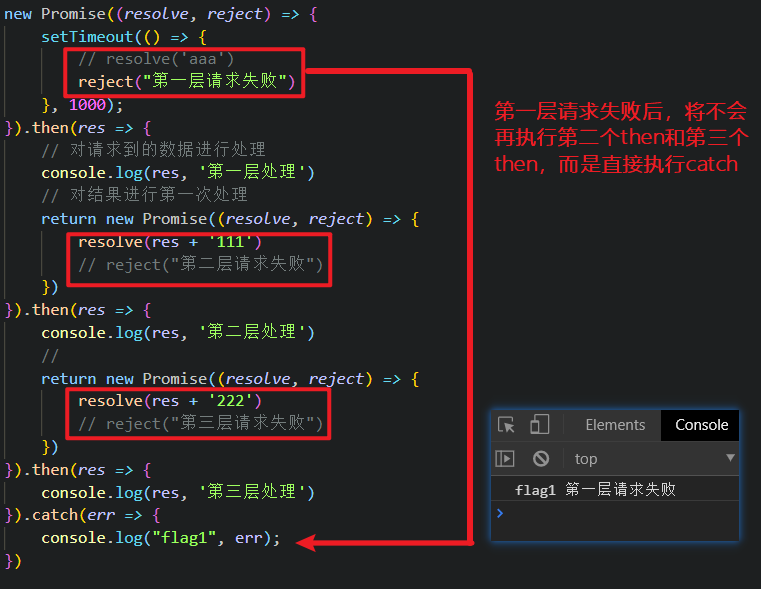 new Promise((resolve, reject) => {
    setTimeout(() => {
        // resolve('aaa')
        reject("第一层请求失败")
    }, 1000);
}).then(res => {
    // 对请求到的数据进行处理
    console.log(res, '第一层处理')
    // 对结果进行第一次处理
    return new Promise((resolve, reject) => {
        resolve(res + '111')
        // reject("第二层请求失败")
    })
}).then(res => {
    console.log(res, '第二层处理')
    //
    return new Promise((resolve, reject) => {
        resolve(res + '222')
        // reject("第三层请求失败")
    })
}).then(res => {
    console.log(res, '第三层处理')
}).catch(err => {
    console.log("flag1", err);
})
第一层请求失败后，将不会
再执行第二个then和第三个
then，而是直接执行catch
Elements Console
top
flag1 第一层请求失败